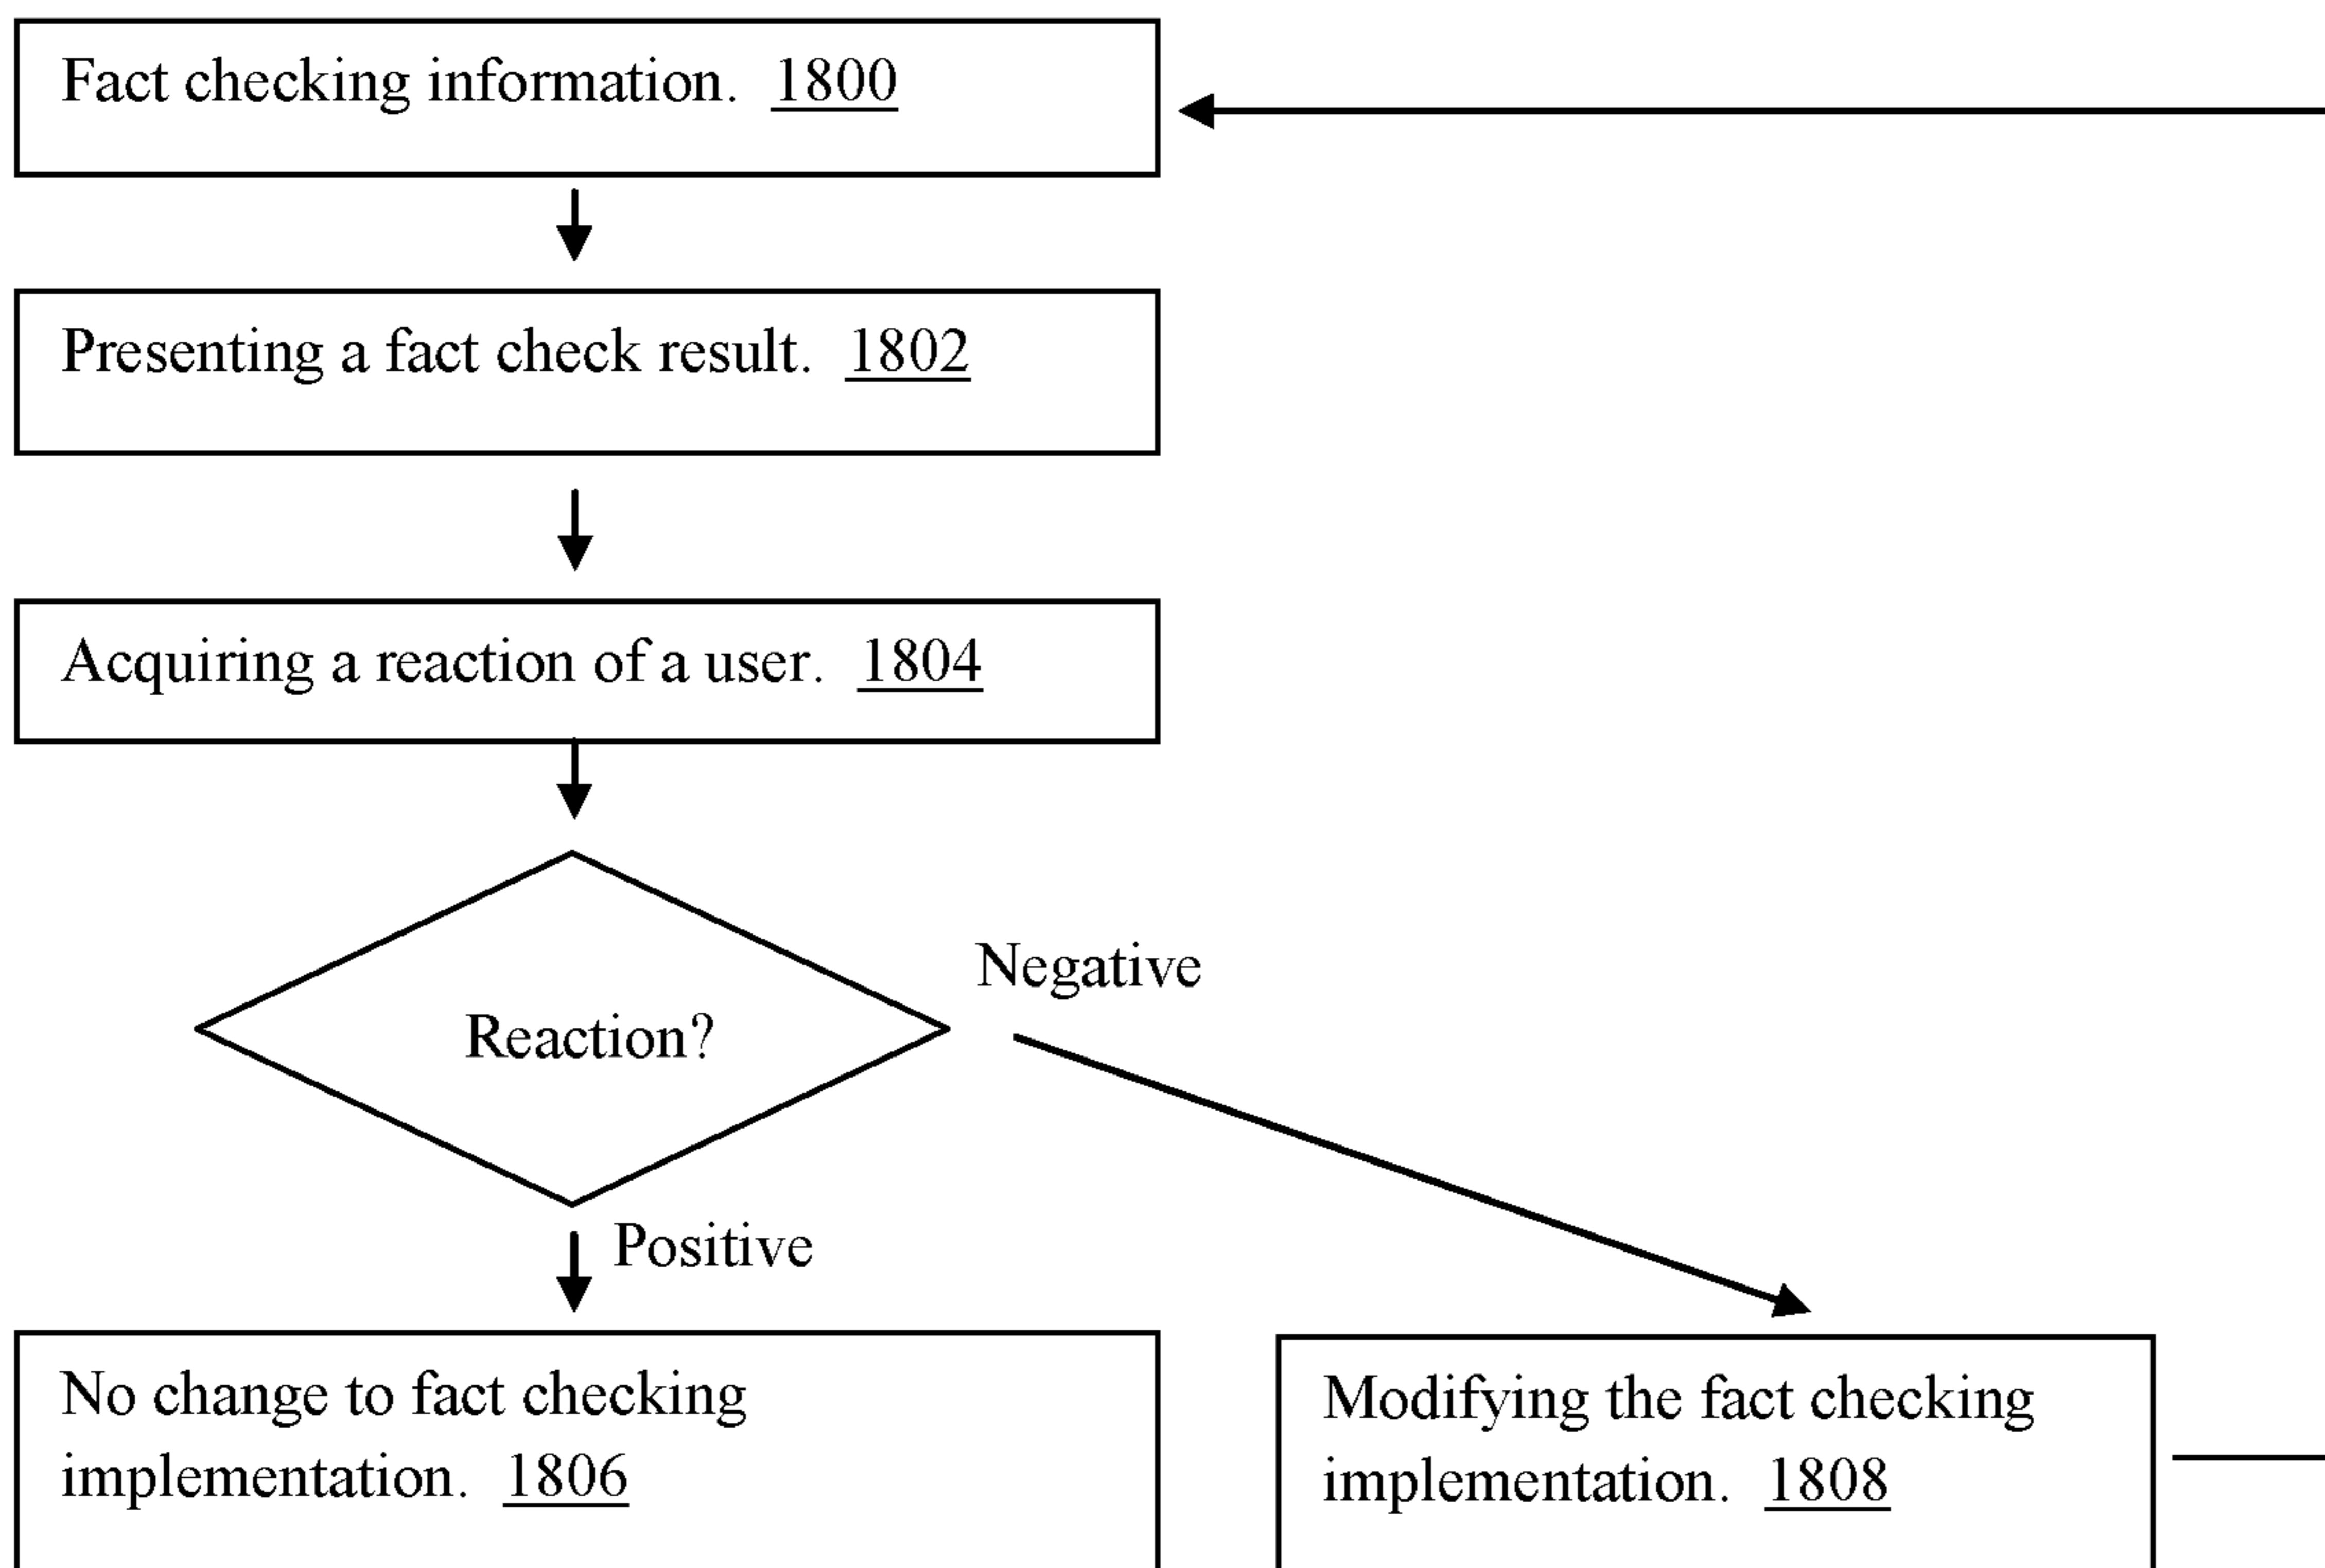 Fact checking information. 1800
Presenting a fact check result. 1802
Acquiring a reaction of a user. 1804
Reaction?
Negative
Positive
No change to fact checking
implementation. 1806
Modifying the fact checking
implementation. 1808